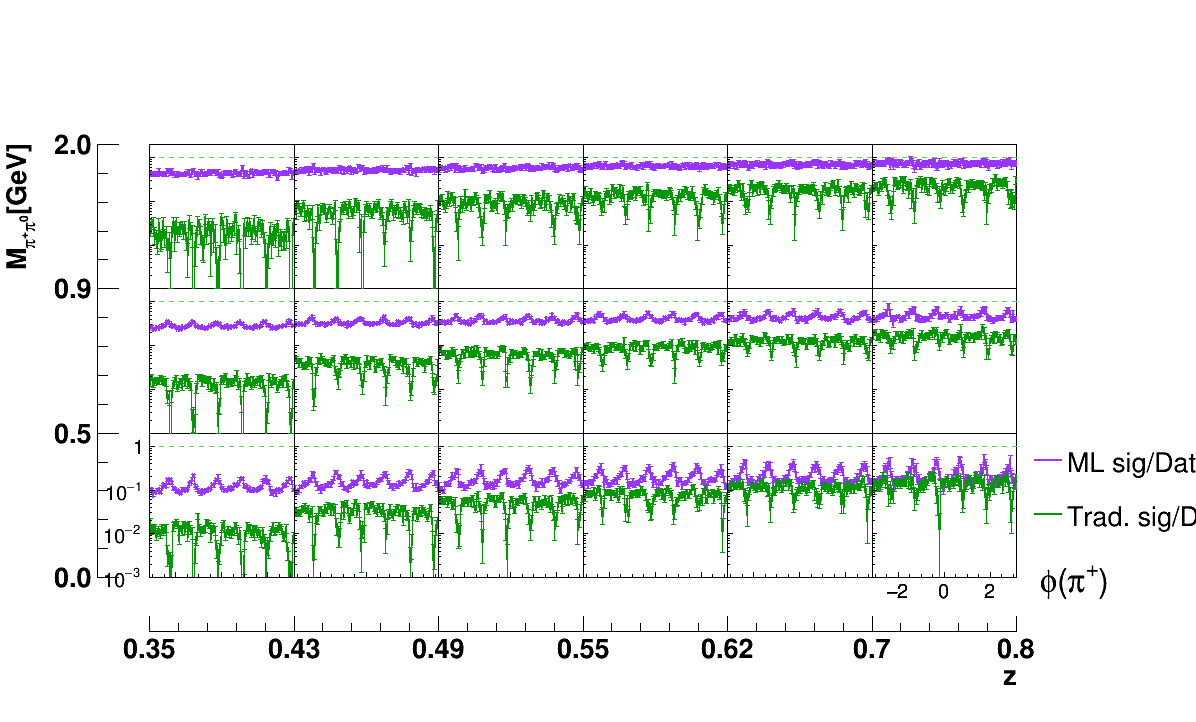 2.0
M_{π⁺π⁰}[GeV]
0.9
0.5
1
10⁻¹
ML sig/Dat
10⁻²
Trad. sig/D
0.0
10⁻³
−2 0 2
ϕ(π⁺)
0.35 0.43 0.49 0.55 0.62 0.7 0.8
z